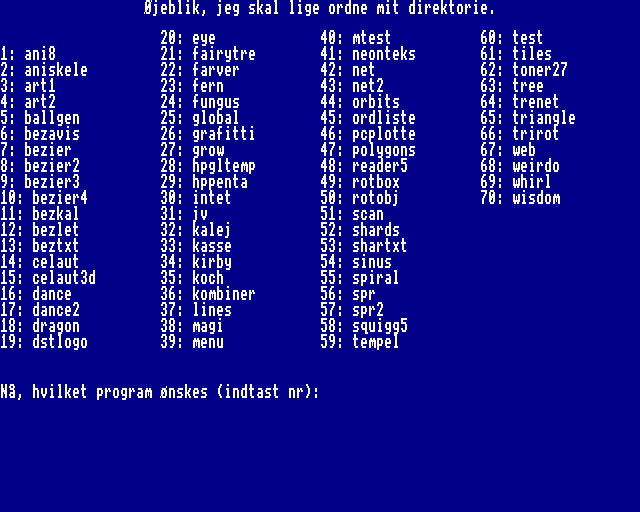 Øjeblik, jeg skal lige ordne mit direktorie.
20: eye 40: mtest 60: test
1: ani8 21: fairytre 41: neonteks 61: tiles
2: aniskele 22: farver 42: net 62: toner27
3: art1 23: fern 43: net2 63: tree
4: art2 24: fungus 44: orbits 64: trenet
5: ballgen 25: global 45: ordliste 65: triangle
6: bezavis 26: grafitti 46: pcplotte 66: trirot
7: bezier 27: grow 47: polygons 67: web
8: bezier2 28: hpgltemp 48: reader5 68: weirdo
9: bezier3 29: hppenta 49: rotbox 69: whirl
10: bezier4 30: intet 50: rotobj 70: wisdom
11: bezkal 31: jv 51: scan
12: bezlet 32: kalej 52: shards
13: beztxt 33: kasse 53: shartxt
14: celaut 34: kirby 54: sinus
15: celaut3d 35: koch 55: spiral
16: dance 36: kombiner 56: spr
17: dance2 37: lines 57: spr2
18: dragon 38: magi 58: squigg5
19: dstlogo 39: menu 59: tempel
Nå, hvilket program ønskes (indtast nr):